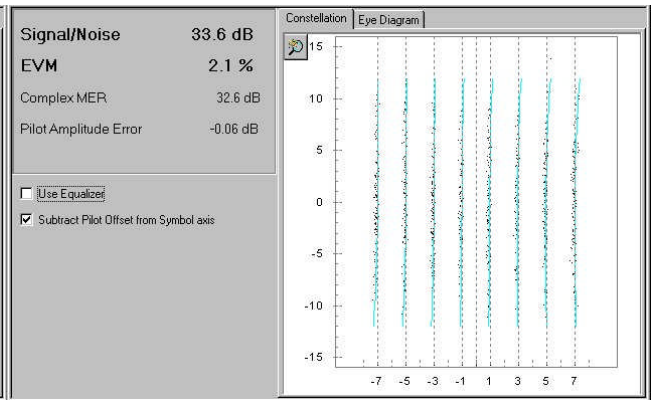 Signal/Noise 33.6 dB
EVM 2.1 %
Complex MER 32.6 dB
Pilot Amplitude Error -0.06 dB
Use Equalizer
Subtract Pilot Offset from Symbol axis
Constellation Eye Diagram
15
10
5
0
-5
-10
-15
-7 -5 -3 -1 1 3 5 7